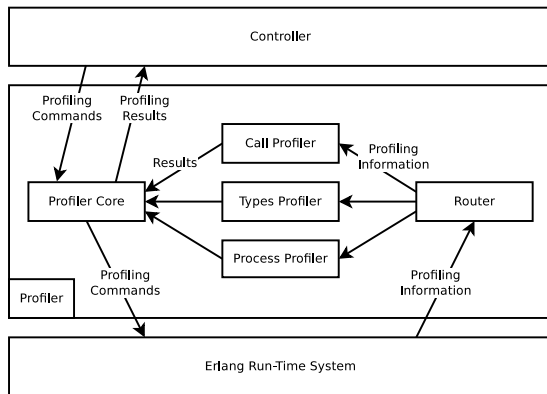 Controller
Profiling
Commands
Profiling
Results
Call Profiler
Profiling
Information
Results
Profiler Core
Types Profiler
Router
Process Profiler
Profiling
Commands
Profiling
Information
Profiler
Erlang Run-Time System